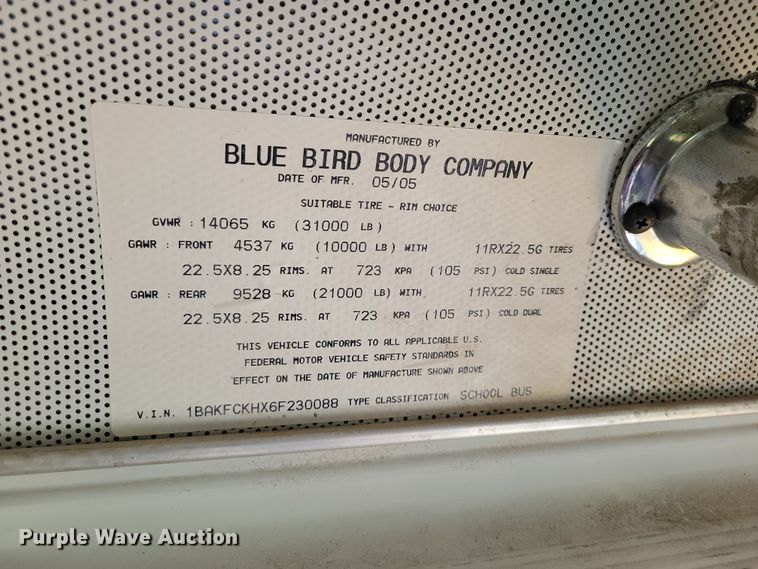 MANUFACTURED BY
BLUE BIRD BODY COMPANY
DATE OF MFR. 05/05
SUITABLE TIRE - RIM CHOICE
GVWR : 14065 KG (31000 LB)
GAWR : FRONT 4537 KG (10000 LB) WITH 11RX22.5G TIRES
22.5X8.25 RIMS. AT 723 KPA (105 PSI) COLD SINGLE
GAWR : REAR 9528 KG (21000 LB) WITH 11RX22.5G TIRES
22.5X8.25 RIMS. AT 723 KPA (105 PSI) COLD DUAL
THIS VEHICLE CONFORMS TO ALL APPLICABLE U.S.
FEDERAL MOTOR VEHICLE SAFETY STANDARDS IN
EFFECT ON THE DATE OF MANUFACTURE SHOWN ABOVE
V.I.N. 1BAKFCKHX6F230088 TYPE CLASSIFICATION SCHOOL BUS
Purple Wave Auction